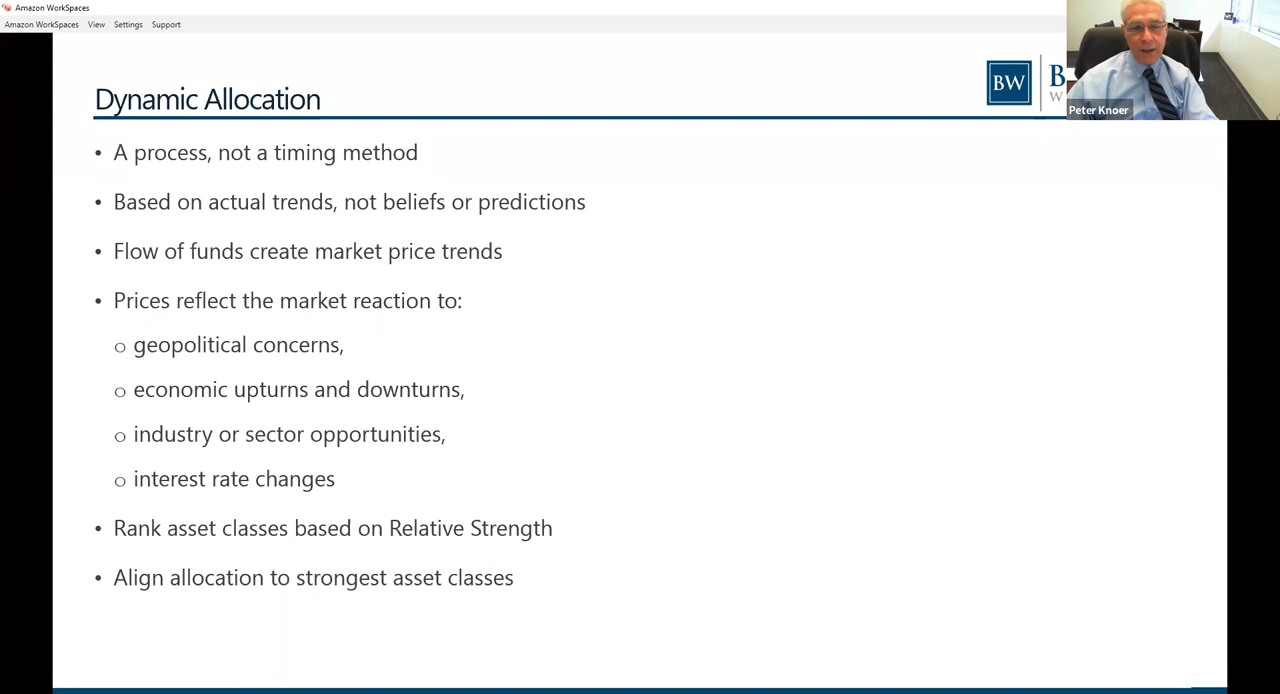 Amazon WorkSpaces
Amazon WorkSpaces View Settings Support
Dynamic Allocation
BW
B
W
Peter Knoer
• A process, not a timing method
• Based on actual trends, not beliefs or predictions
• Flow of funds create market price trends
• Prices reflect the market reaction to:
o geopolitical concerns,
o economic upturns and downturns,
o industry or sector opportunities,
o interest rate changes
• Rank asset classes based on Relative Strength
• Align allocation to strongest asset classes